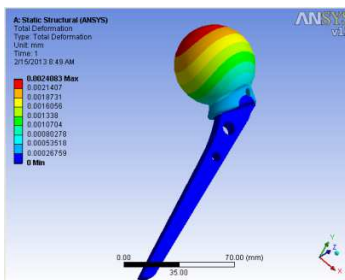 A: Static Structural (ANSYS)
Total Deformation
Type: Total Deformation
Unit: mm
Time: 1
2/15/2013 8:49 AM
0.0024083 Max
0.0021407
0.0018731
0.0016056
0.001338
0.0010704
0.00080278
0.00053518
0.00026759
0 Min
ANSYS
0.00
70.00 (mm)
35.00
Y
Z
X